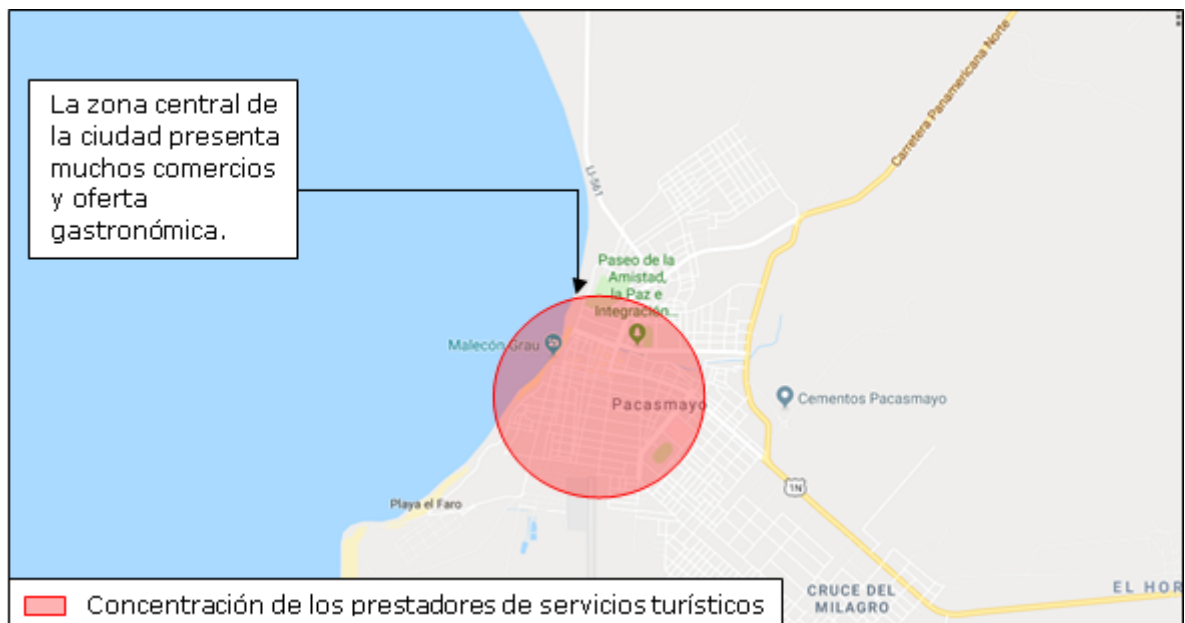 La zona central de
la ciudad presenta
muchos comercios
y oferta
gastronómica.
Carretera Panamericana Norte
LI-561
Paseo de la
Amistad,
la Paz e
Integración...
Malecón Grau
Pacasmayo
Cementos Pacasmayo
1N
Playa el Faro
CRUCE DEL
MILAGRO
EL HOR
Concentración de los prestadores de servicios turísticos